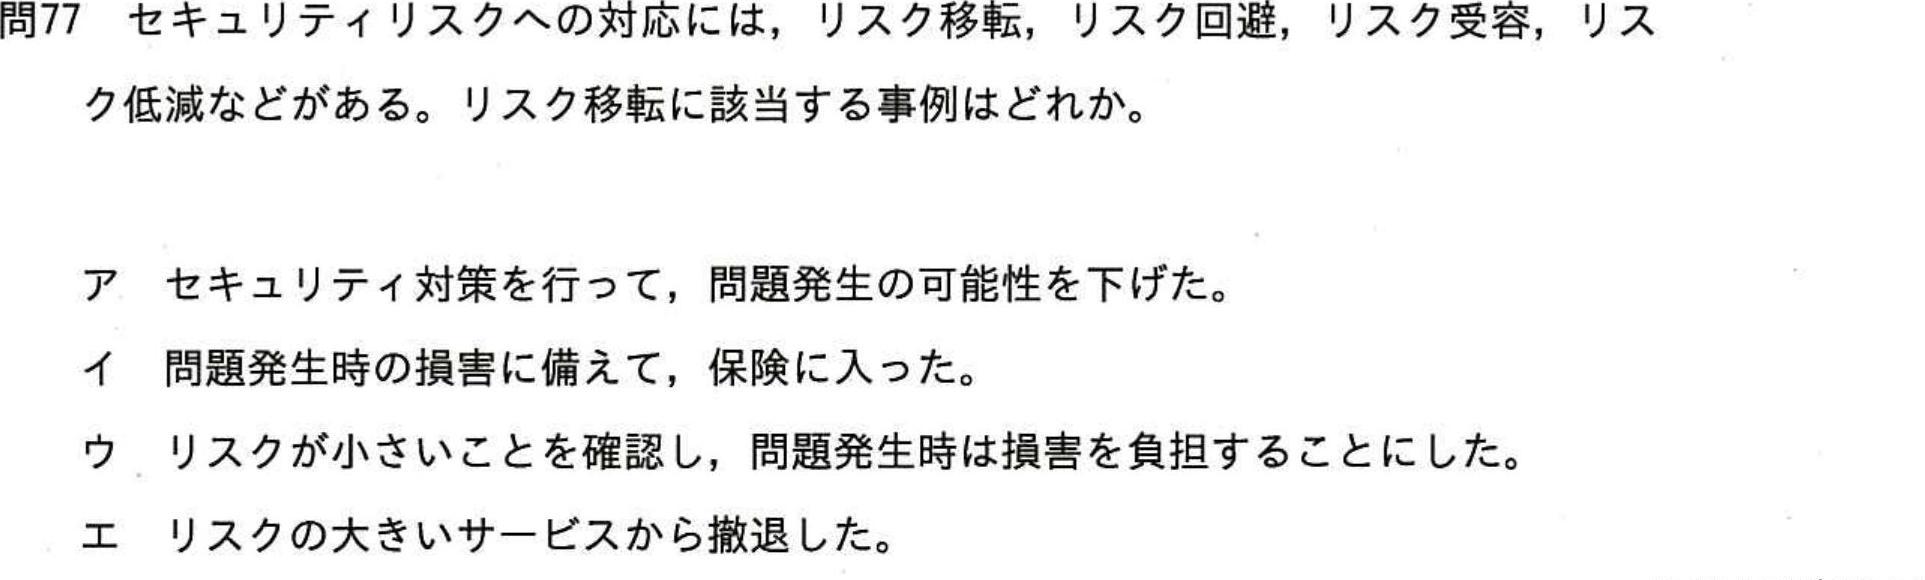 問77　セキュリティリスクへの対応には，リスク移転，リスク回避，リスク受容，リス
ク低減などがある。リスク移転に該当する事例はどれか。
ア　セキュリティ対策を行って，問題発生の可能性を下げた。
イ　問題発生時の損害に備えて，保険に入った。
ウ　リスクが小さいことを確認し，問題発生時は損害を負担することにした。
エ　リスクの大きいサービスから撤退した。